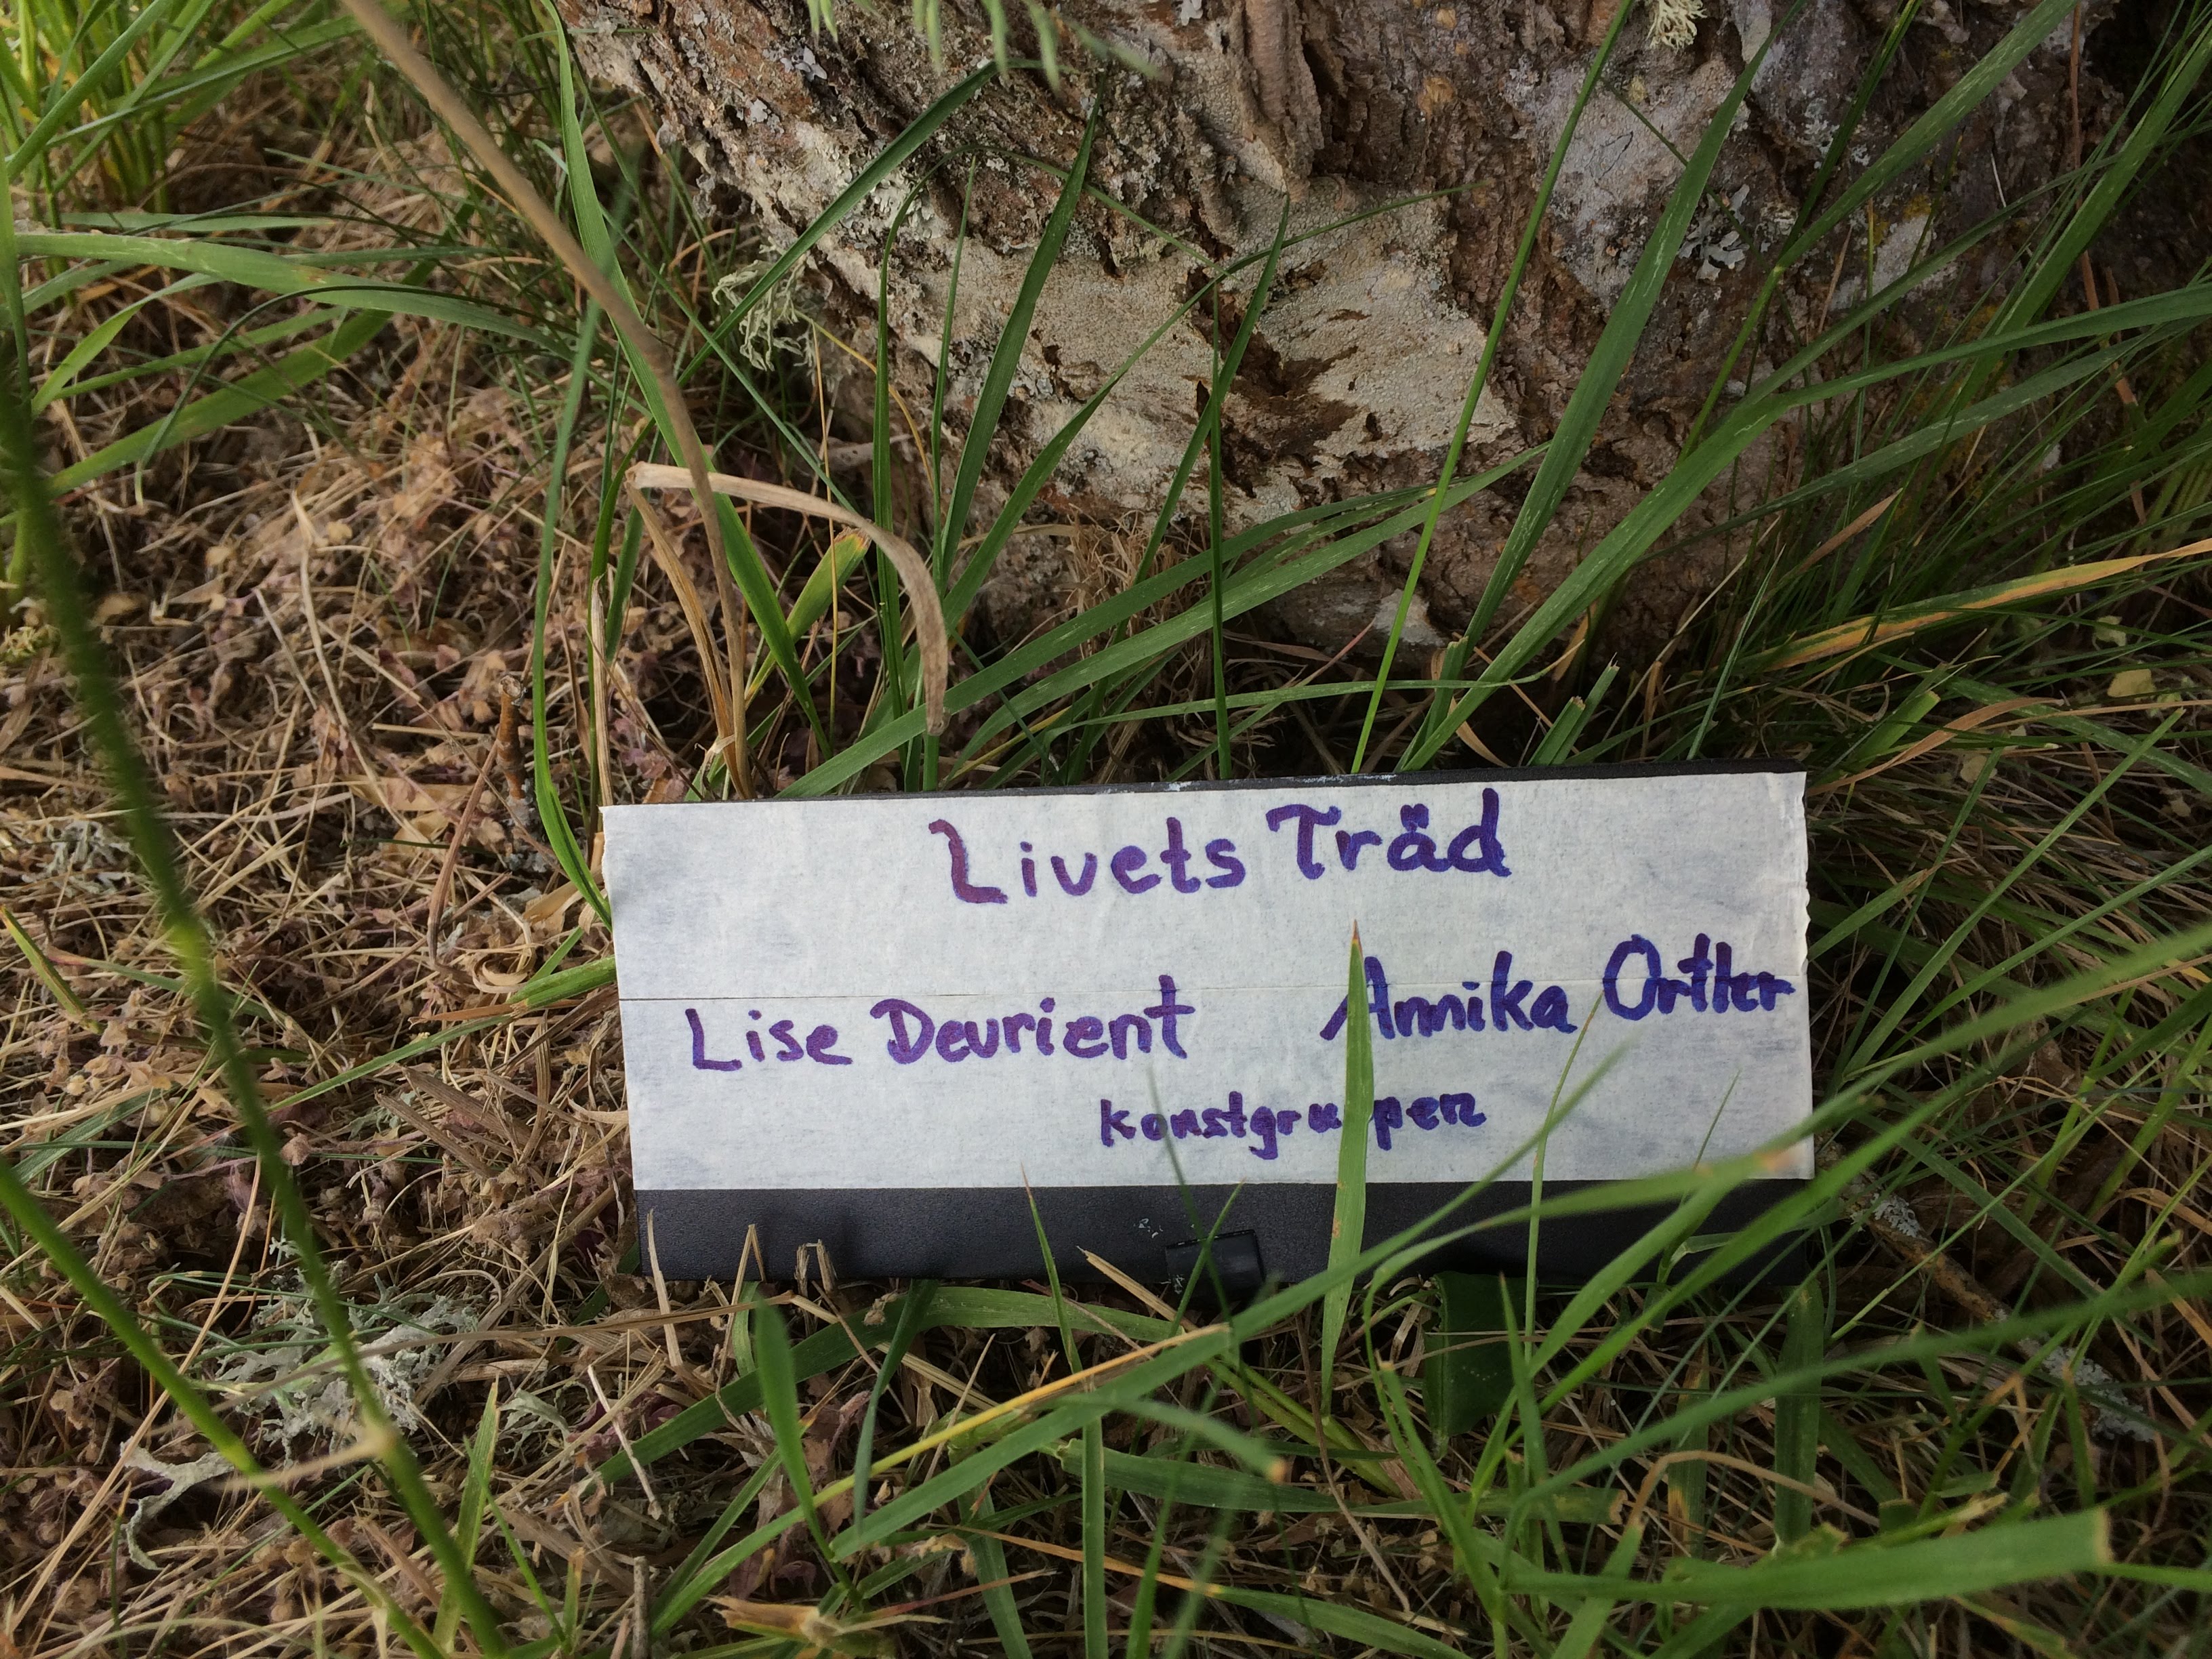 Livets Träd
Lise Devrient Annika Ortler
konstgruppen